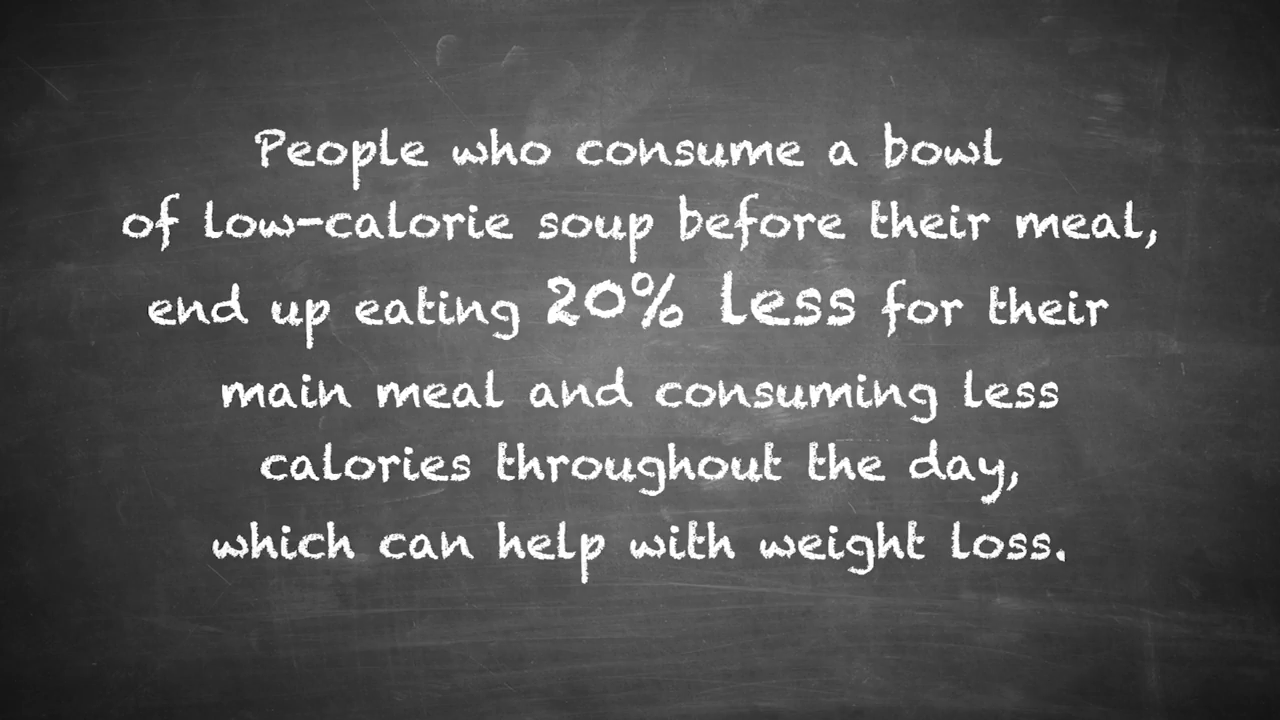 People who consume a bowl
of low-calorie soup before their meal,
end up eating 20% less for their
main meal and consuming less
calories throughout the day,
which can help with weight loss.